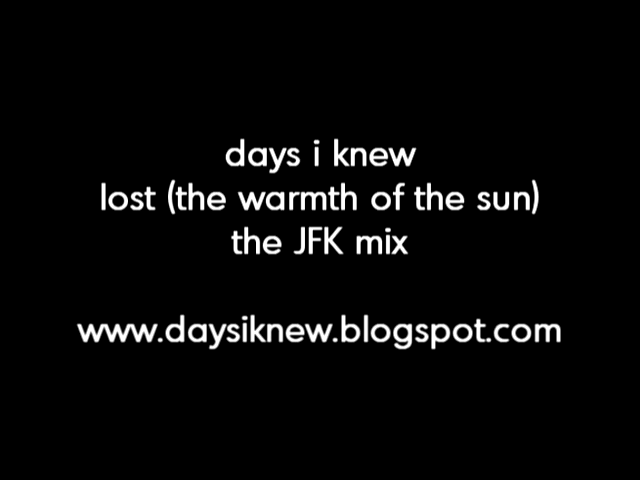 days i knew
lost (the warmth of the sun)
the JFK mix
www.daysiknew.blogspot.com